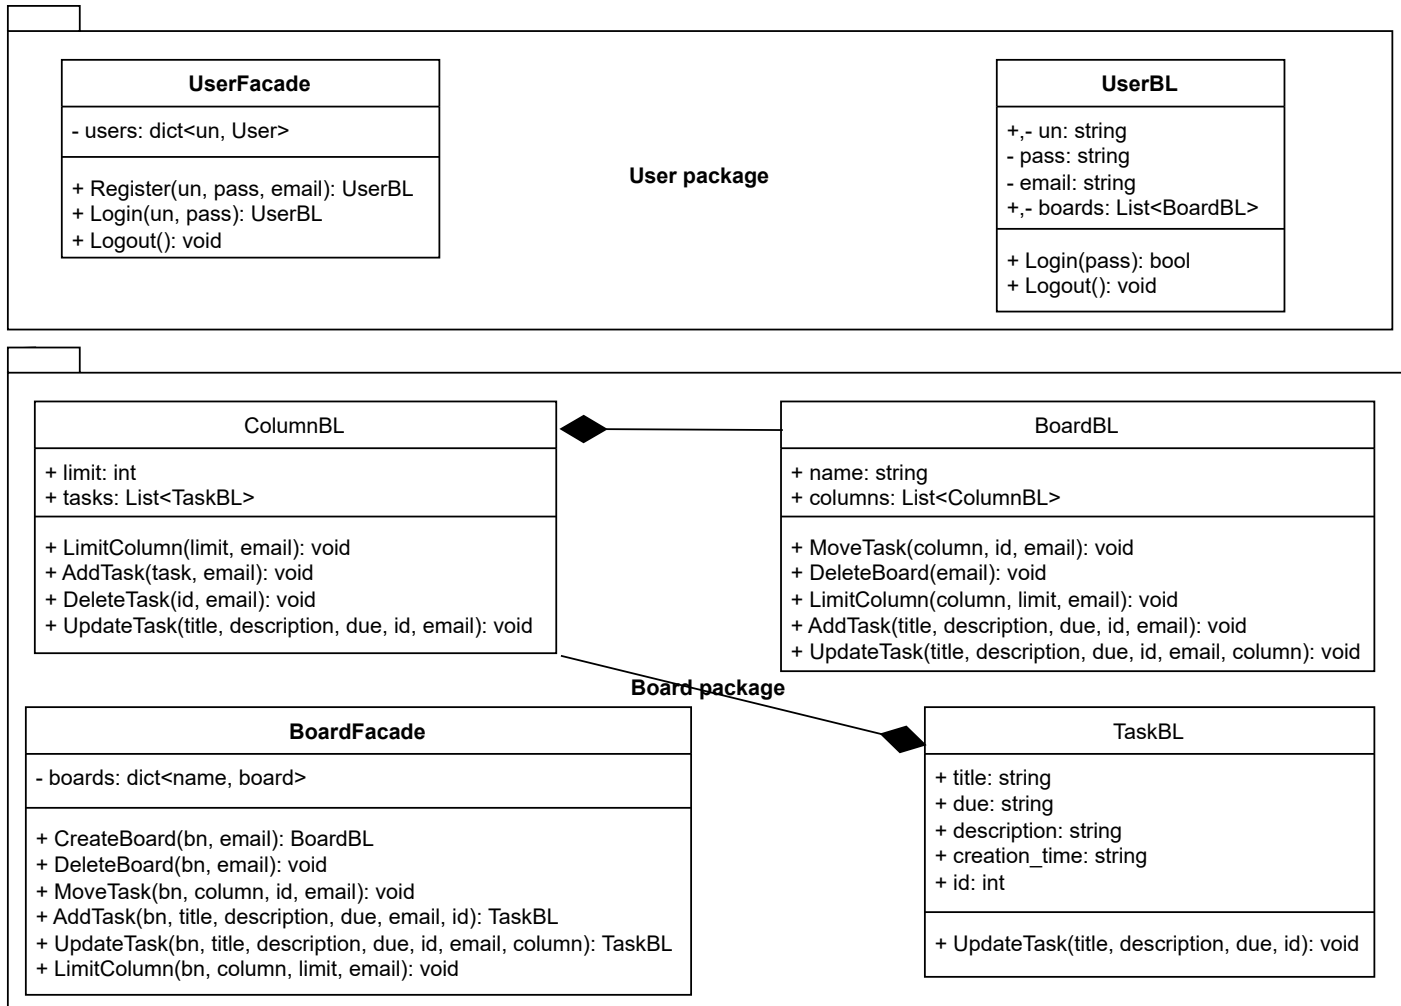 UserFacade
- users: dict<un, User>
+ Register(un, pass, email): UserBL
+ Login(un, pass): UserBL
+ Logout(): void
User package
UserBL
+,- un: string
- pass: string
- email: string
+,- boards: List<BoardBL>
+ Login(pass): bool
+ Logout(): void
ColumnBL
+ limit: int
+ tasks: List<TaskBL>
+ LimitColumn(limit, email): void
+ AddTask(task, email): void
+ DeleteTask(id, email): void
+ UpdateTask(title, description, due, id, email): void
BoardBL
+ name: string
+ columns: List<ColumnBL>
+ MoveTask(column, id, email): void
+ DeleteBoard(email): void
+ LimitColumn(column, limit, email): void
+ AddTask(title, description, due, id, email): void
+ UpdateTask(title, description, due, id, email, column): void
Board package
BoardFacade
- boards: dict<name, board>
+ CreateBoard(bn, email): BoardBL
+ DeleteBoard(bn, email): void
+ MoveTask(bn, column, id, email): void
+ AddTask(bn, title, description, due, email, id): TaskBL
+ UpdateTask(bn, title, description, due, id, email, column): TaskBL
+ LimitColumn(bn, column, limit, email): void
TaskBL
+ title: string
+ due: string
+ description: string
+ creation_time: string
+ id: int
+ UpdateTask(title, description, due, id): void